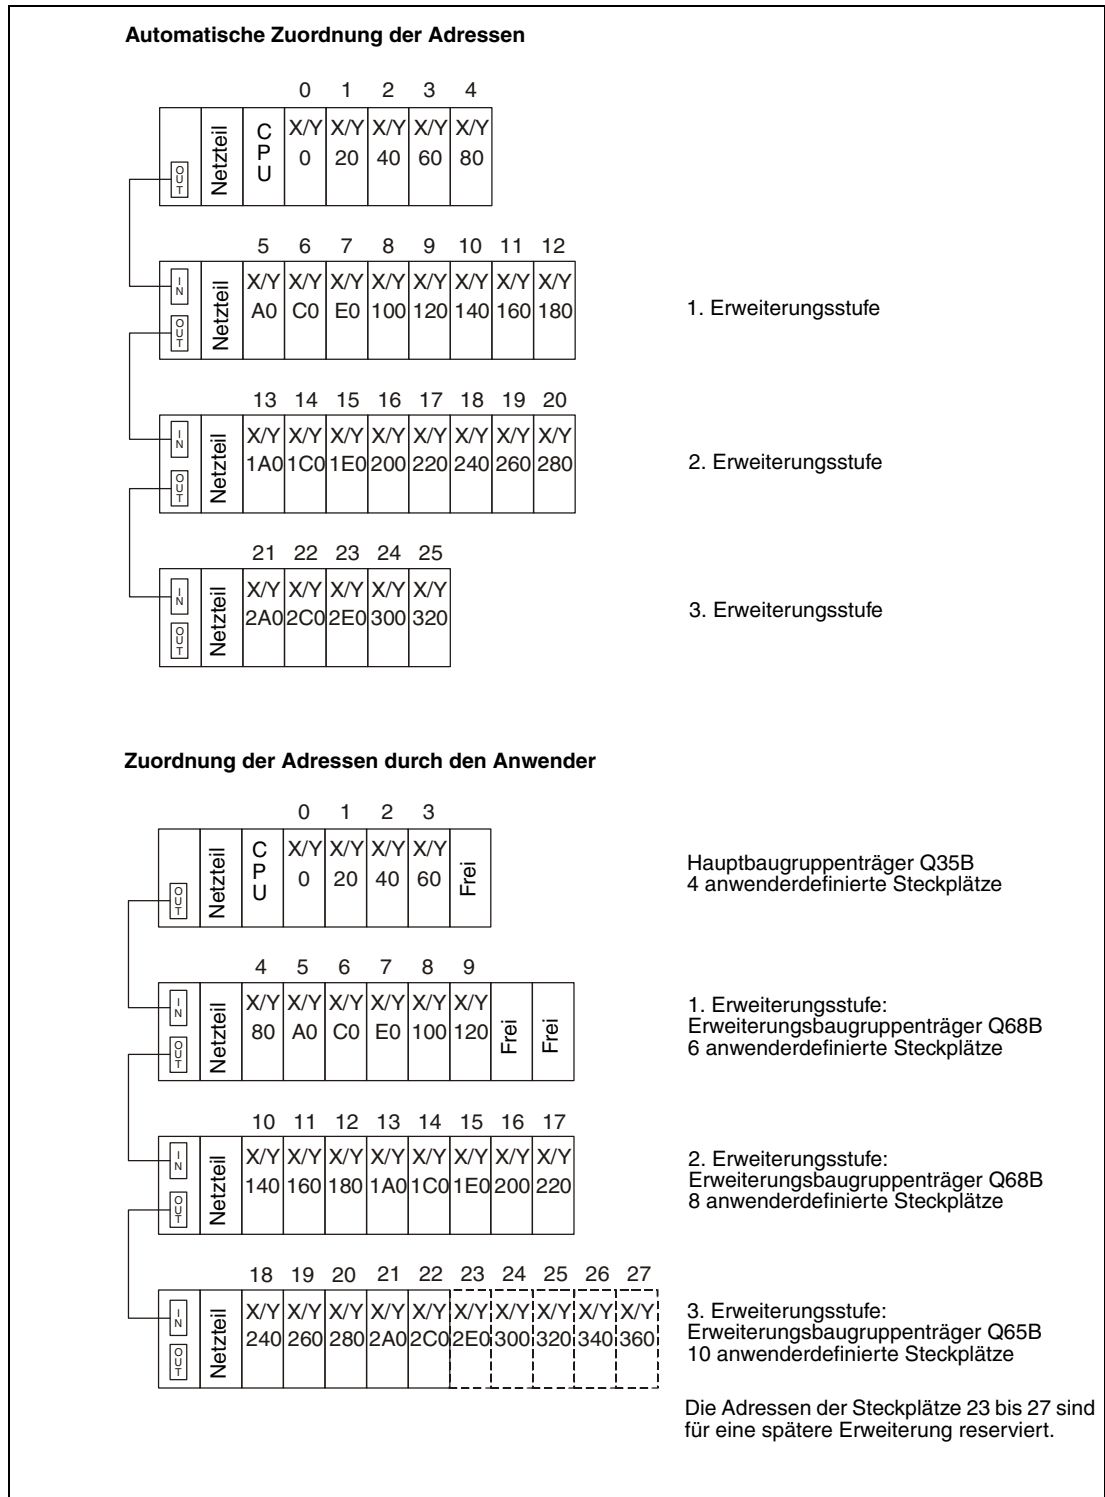 Automatische Zuordnung der Adressen
0 1 2 3 4
OUT
Netzteil
CPU
X/Y X/Y X/Y X/Y X/Y
0 20 40 60 80
5 6 7 8 9 10 11 12
IN
OUT
Netzteil
X/Y X/Y X/Y X/Y X/Y X/Y X/Y X/Y
A0 C0 E0 100 120 140 160 180
1. Erweiterungsstufe
13 14 15 16 17 18 19 20
IN
OUT
Netzteil
X/Y X/Y X/Y X/Y X/Y X/Y X/Y X/Y
1A0 1C0 1E0 200 220 240 260 280
2. Erweiterungsstufe
21 22 23 24 25
IN
OUT
Netzteil
X/Y X/Y X/Y X/Y X/Y
2A0 2C0 2E0 300 320
3. Erweiterungsstufe
Zuordnung der Adressen durch den Anwender
0 1 2 3
OUT
Netzteil
CPU
X/Y X/Y X/Y X/Y
0 20 40 60
Frei
Hauptbaugruppenträger Q35B
4 anwenderdefinierte Steckplätze
4 5 6 7 8 9
IN
OUT
Netzteil
X/Y X/Y X/Y X/Y X/Y X/Y
80 A0 C0 E0 100 120
Frei
Frei
1. Erweiterungsstufe:
Erweiterungsbaugruppenträger Q68B
6 anwenderdefinierte Steckplätze
10 11 12 13 14 15 16 17
IN
OUT
Netzteil
X/Y X/Y X/Y X/Y X/Y X/Y X/Y X/Y
140 160 180 1A0 1C0 1E0 200 220
2. Erweiterungsstufe:
Erweiterungsbaugruppenträger Q68B
8 anwenderdefinierte Steckplätze
18 19 20 21 22 23 24 25 26 27
IN
OUT
Netzteil
X/Y X/Y X/Y X/Y X/Y X/Y X/Y X/Y X/Y X/Y
240 260 280 2A0 2C0 2E0 300 320 340 360
3. Erweiterungsstufe:
Erweiterungsbaugruppenträger Q65B
10 anwenderdefinierte Steckplätze
Die Adressen der Steckplätze 23 bis 27 sind
für eine spätere Erweiterung reserviert.